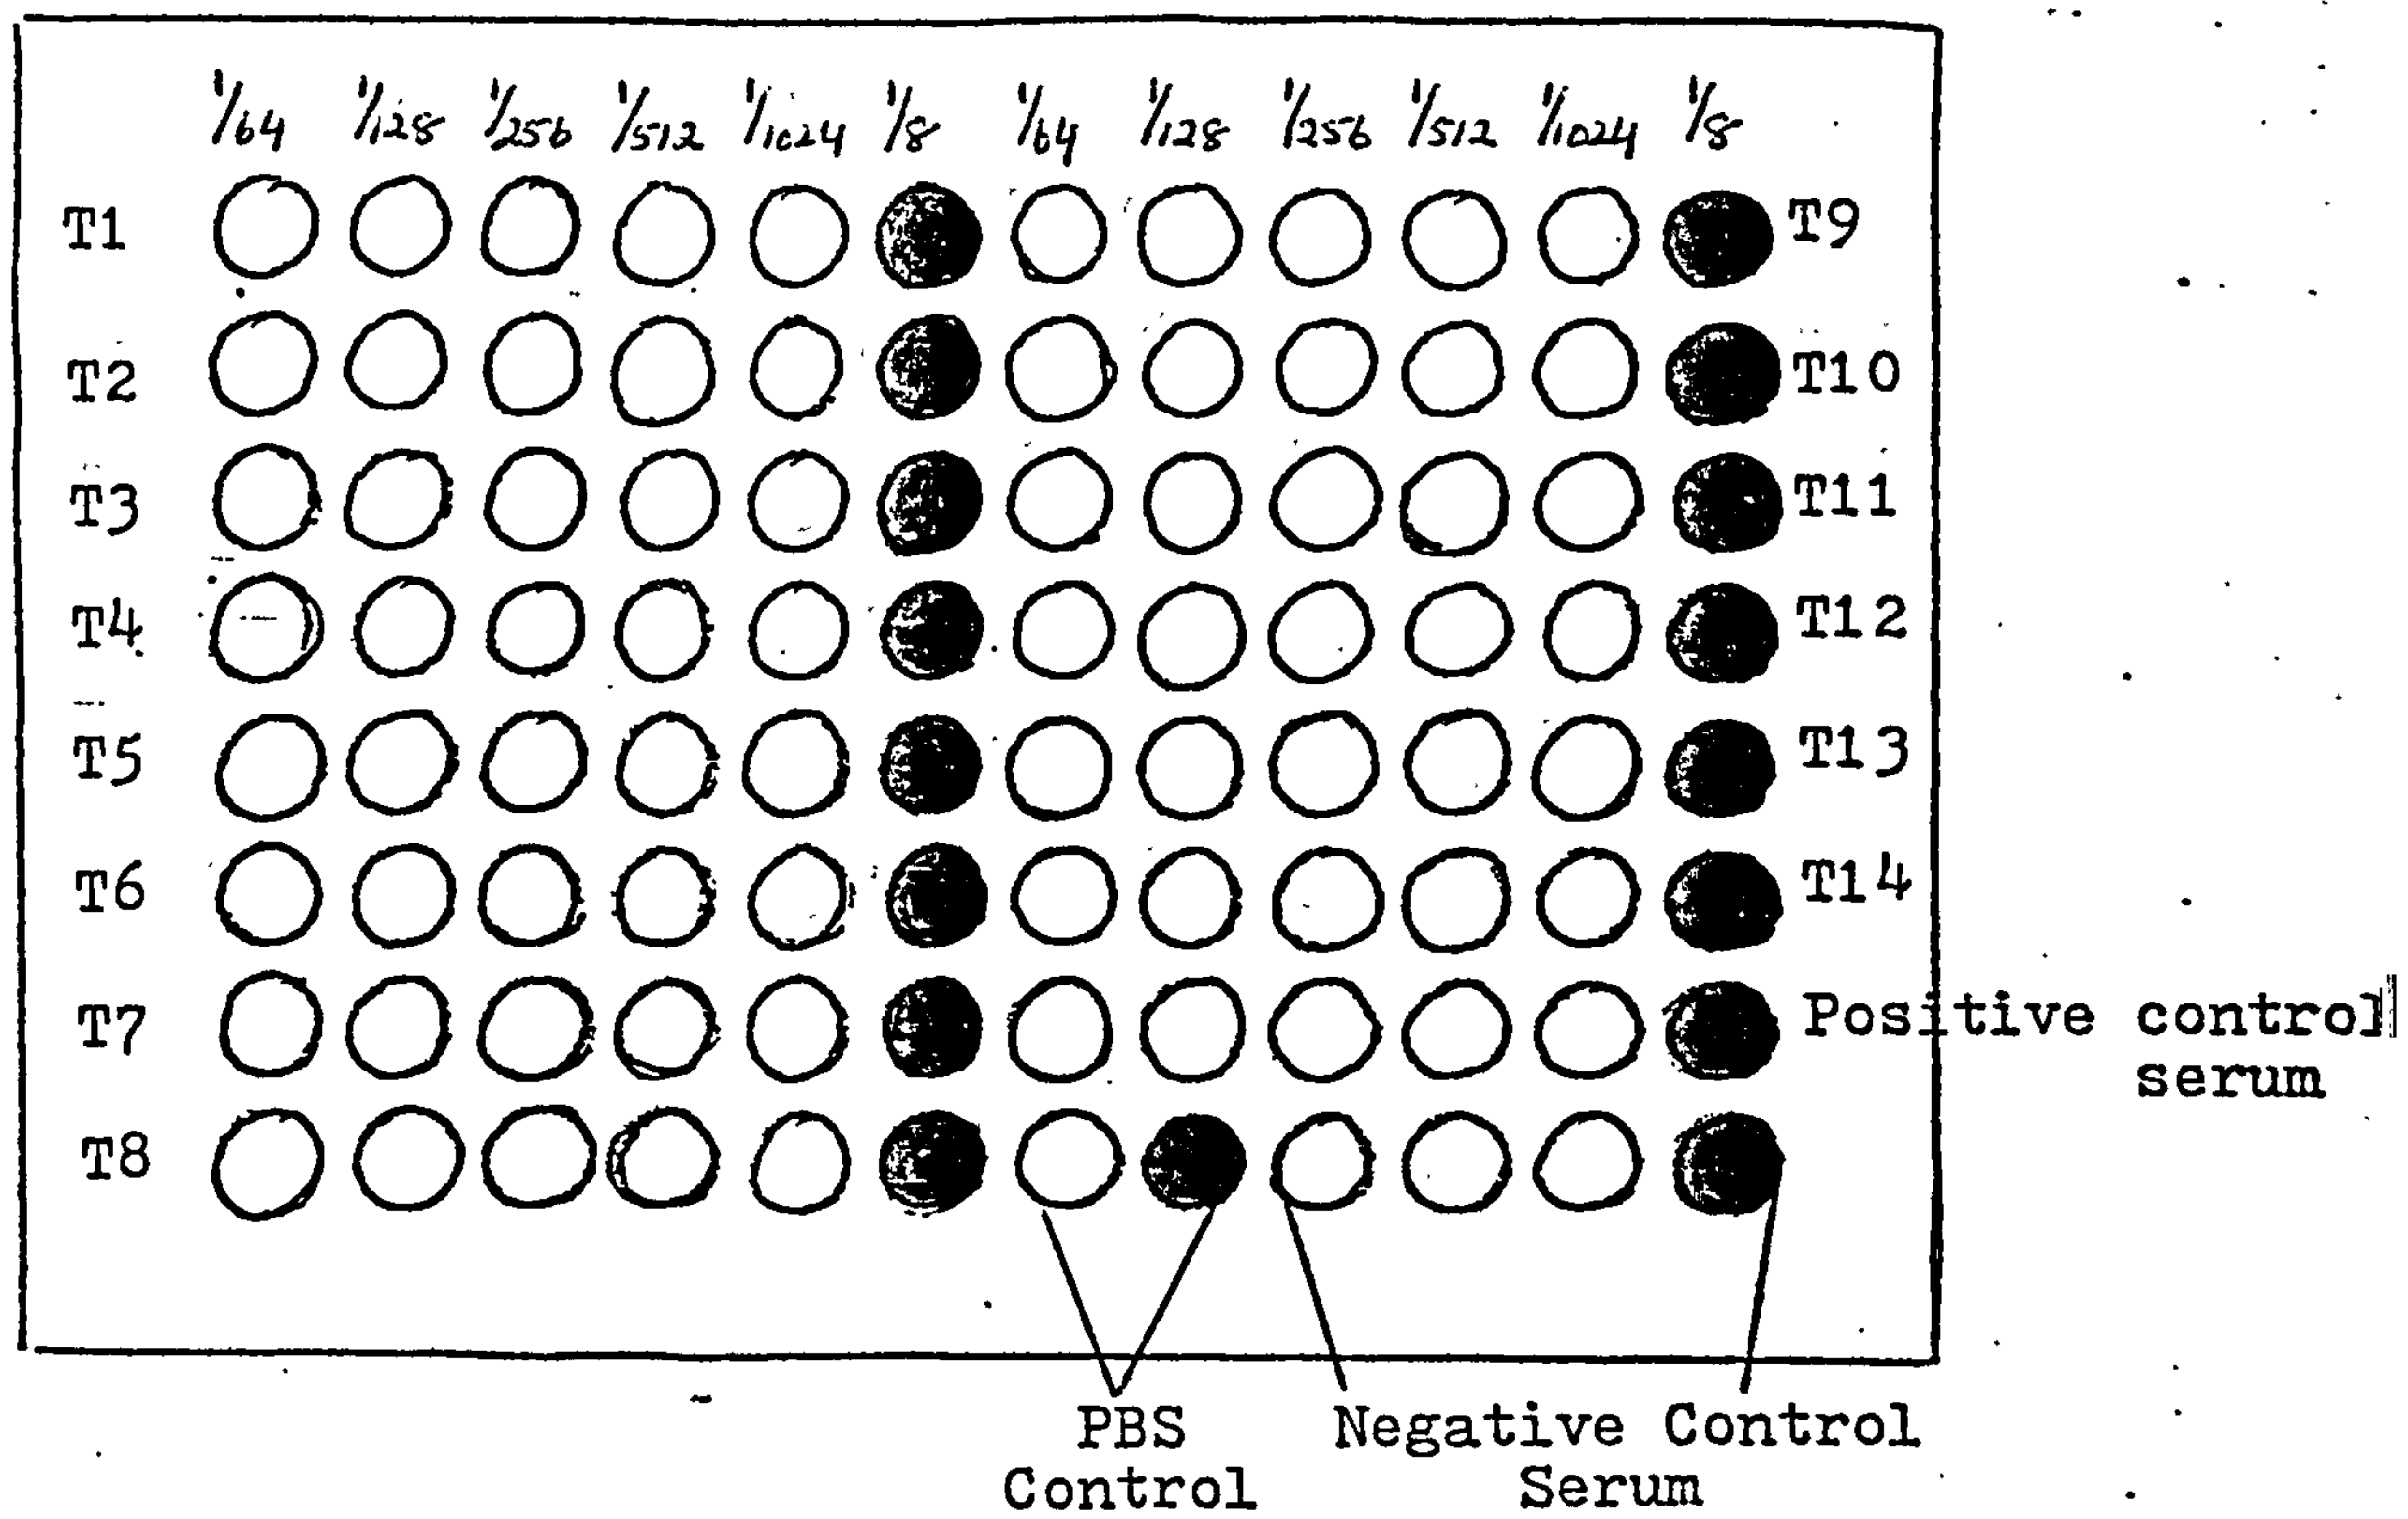 1/64 1/128 1/256 1/512 1/1024 1/8 1/64 1/128 1/256 1/512 1/1024 1/8
T1 T9
T2 T10
T3 T11
T4 T12
T5 T13
T6 T14
T7 Positive control
serum
T8
PBS Negative Control
Control Serum